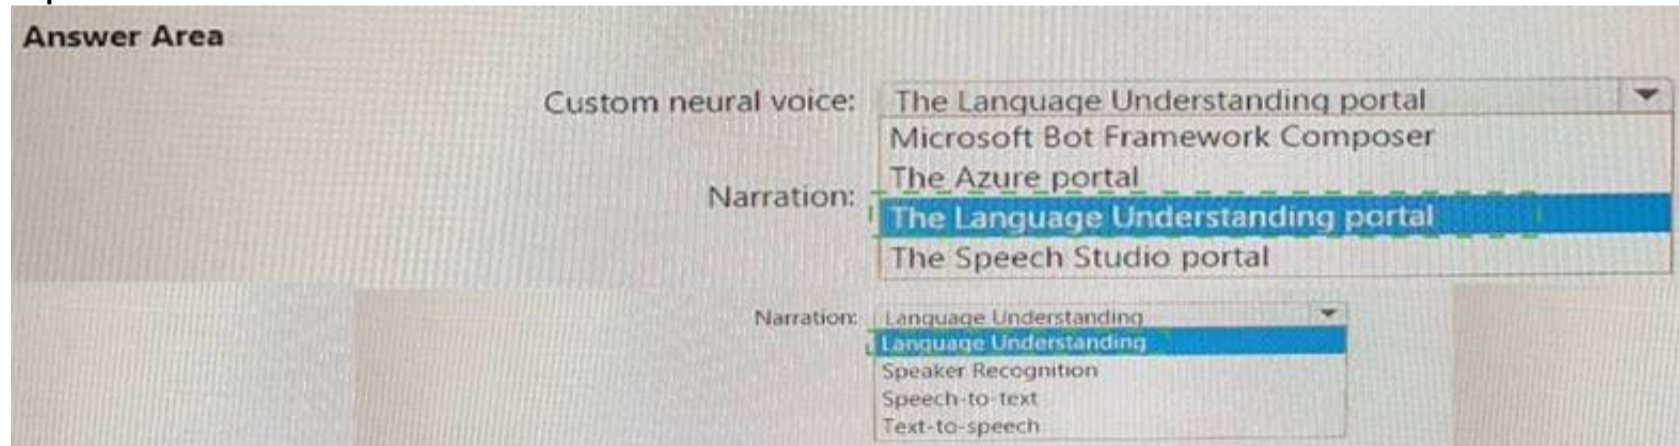 Answer Area
Custom neural voice: The Language Understanding portal
Microsoft Bot Framework Composer
The Azure portal
Narration:
The Language Understanding portal
The Speech Studio portal
Narration: Language Understanding
Language Understanding
Speaker Recognition
Speech-to-text
Text-to-speech